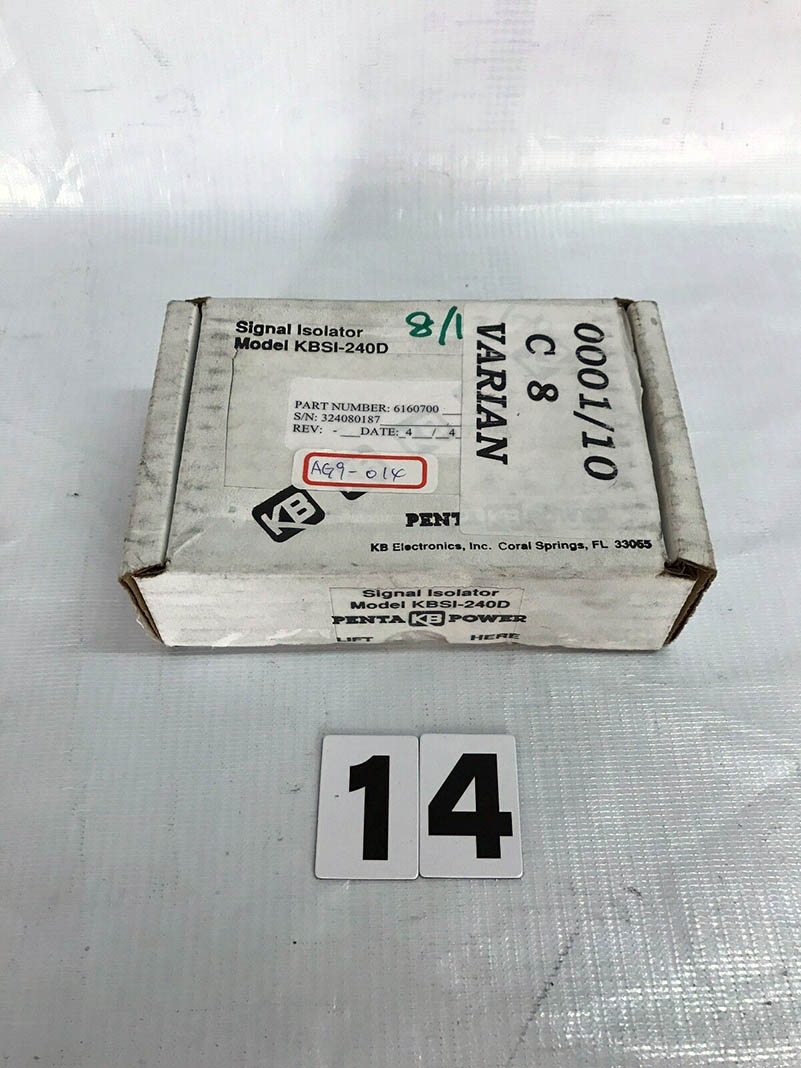 Signal Isolator
Model KBSI-240D
8/1
0001/10
C 8
VARIAN
PART NUMBER: 6160700
S/N: 324080187
REV: - DATE: 4 / 4
AG9-014
KB
PENT
KB Electronics, Inc. Coral Springs, FL 33065
Signal Isolator
Model KBSI-240D
PENTA KB POWER
LIFT HERE
14